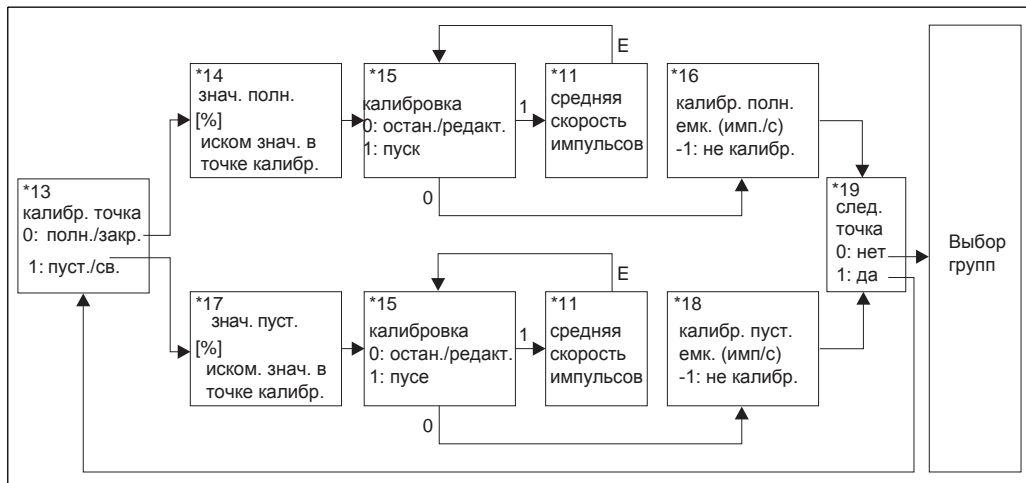 *13
калибр. точка
0: полн./закр.
1: пуст./св.
*14
знач. полн.
[%]
иском знач. в
точке калибр.
*15
калибровка
0: остан./редакт.
1: пуск
1
0
E
*11
средняя
скорость
импульсов
*16
калибр. полн.
емк. (имп./с)
-1: не калибр.
*17
знач. пуст.
[%]
иском. знач. в
точке калибр.
*15
калибровка
0: остан./редакт.
1: пусе
1
0
E
*11
средняя
скорость
импульсов
*18
калибр. пуст.
емк. (имп/с)
-1: не калибр.
*19
след.
точка
0: нет
1: да
Выбор
групп